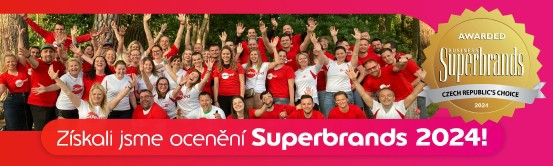 AWARDED
BUSINESS
Superbrands
CZECH REPUBLIC'S CHOICE
2024
Získali jsme ocenění Superbrands 2024!